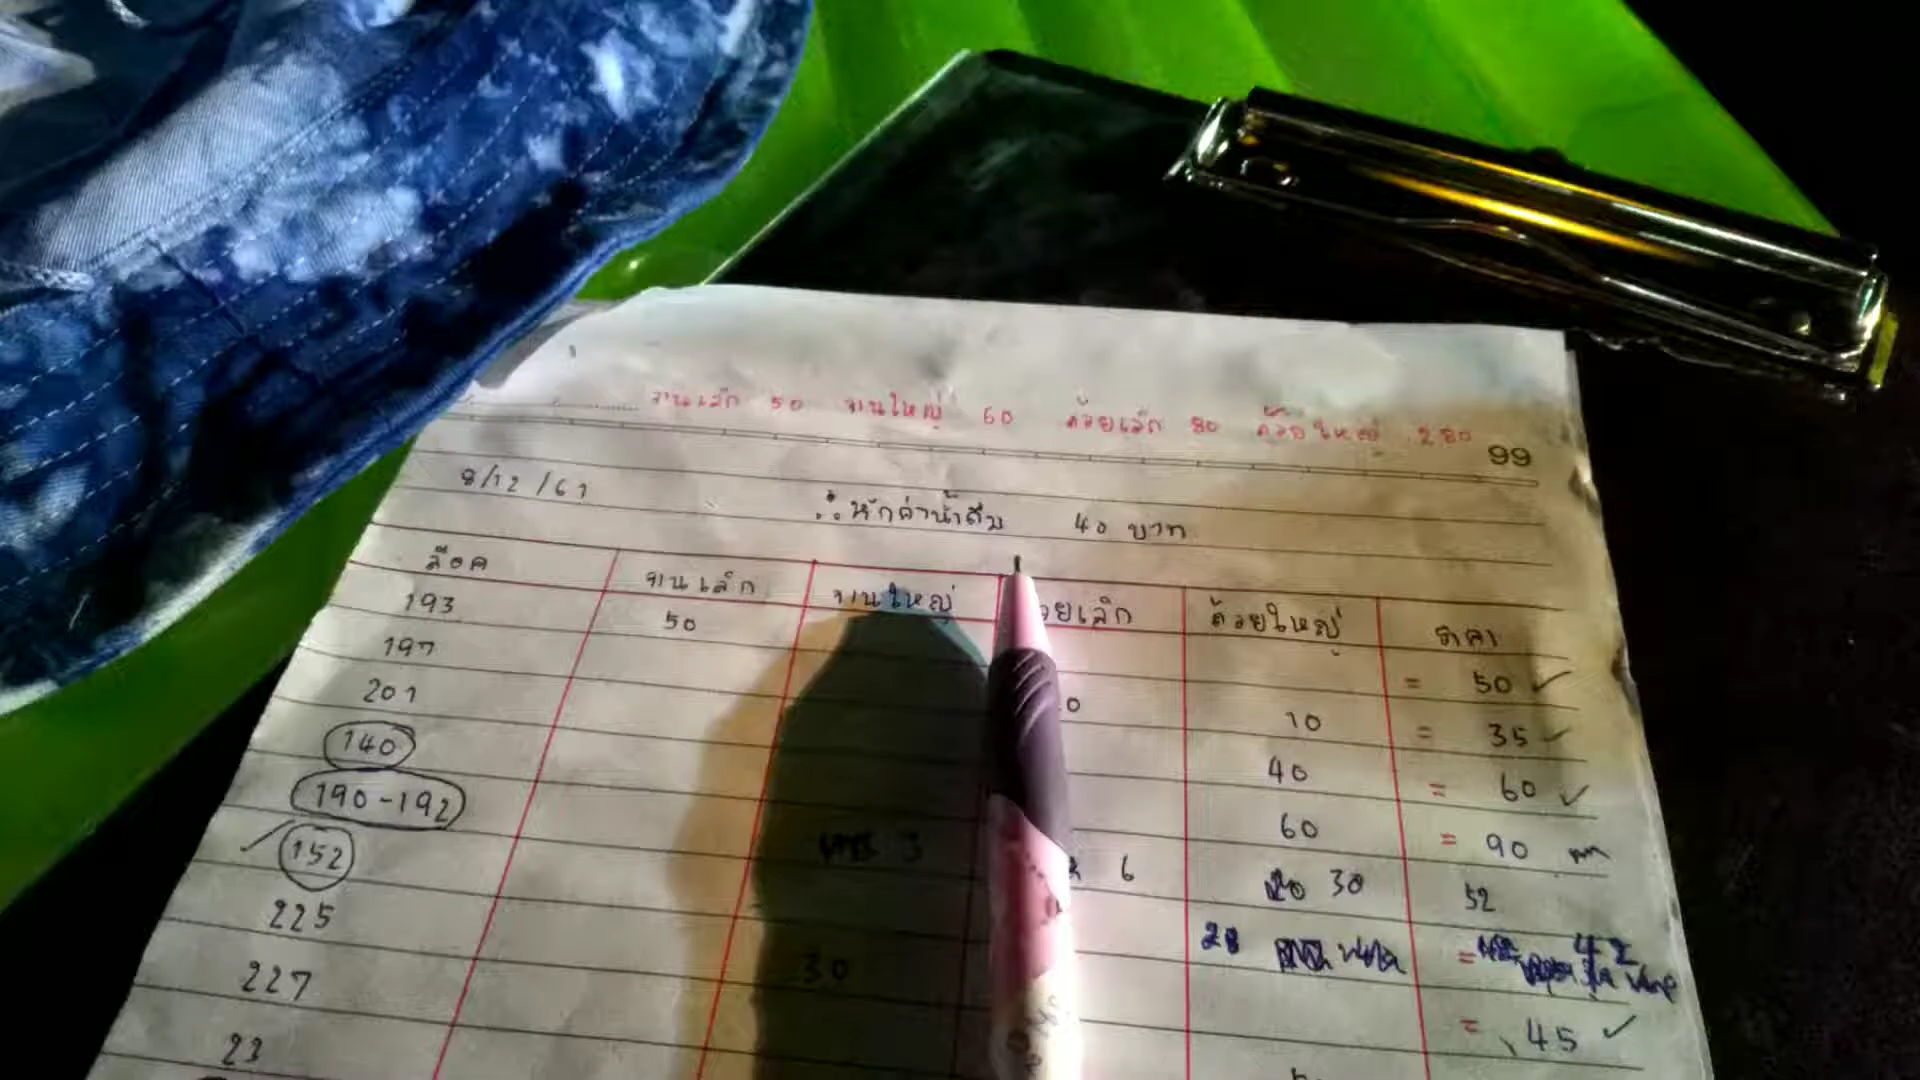 จานเล็ก 50 จานใหญ่ 60 ถ้วยเล็ก 80 ถ้วยใหญ่ 280
99
8/12/61 ∴ หักค่าน้ำดื่ม 40 บาท
ล๊อค จานเล็ก จานใหญ่ วยเล็ก ถ้วยใหญ่ ราคา
193 50 = 50 ✓
197 0 10 = 35 ✓
201 40 = 60 ✓
140 60 = 90
190-192 3 6 30 52
✓ 152 28 = 42
225 30 = 45 ✓
227
23